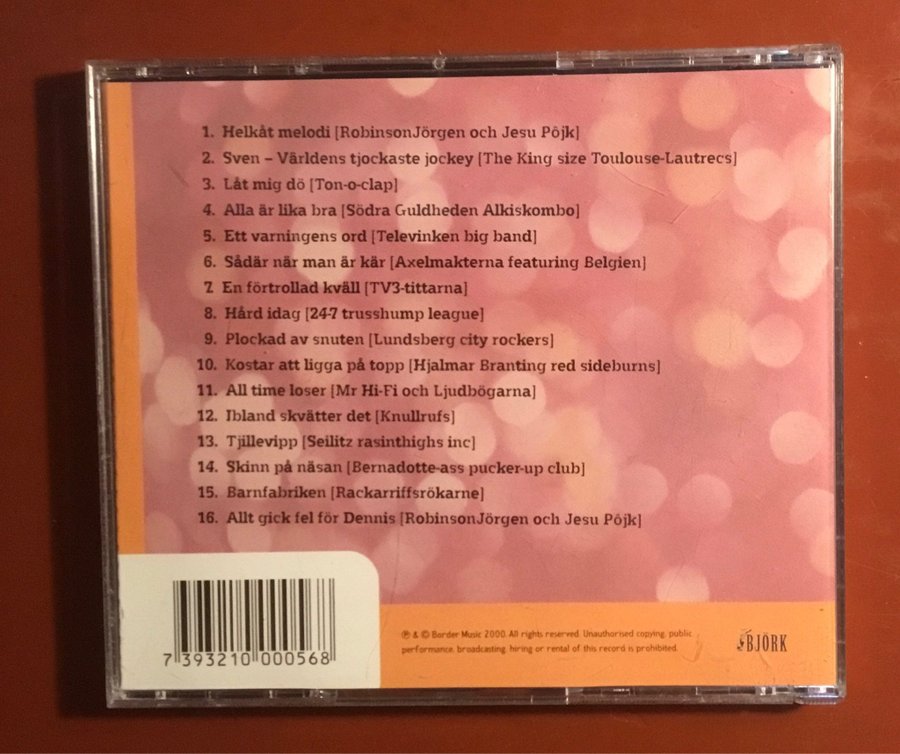 1. Helkåt melodi [RobinsonJörgen och Jesu Pôjk]
2. Sven – Världens tjockaste jockey [The King size Toulouse-Lautrecs]
3. Låt mig dö [Ton-o-clap]
4. Alla är lika bra [Södra Guldheden Alkiskombo]
5. Ett varningens ord [Televinken big band]
6. Sådär när man är kär [Axelmakterna featuring Belgien]
7. En förtrollad kväll [TV3-tittarna]
8. Hård idag [24-7 trusshump league]
9. Plockad av snuten [Lundsberg city rockers]
10. Kostar att ligga på topp [Hjalmar Branting red sideburns]
11. All time loser [Mr Hi-Fi och Ljudbögarna]
12. Ibland skvätter det [Knullrufs]
13. Tjillevipp [Seilitz rasinthighs inc]
14. Skinn på näsan [Bernadotte-ass pucker-up club]
15. Barnfabriken [Rackarriffsrökarne]
16. Allt gick fel för Dennis [RobinsonJörgen och Jesu Pôjk]
7 393210 000568
℗ & © Border Music 2000. All rights reserved. Unauthorised copying, public
performance, broadcasting, hiring or rental of this record is prohibited.
BJÖRK